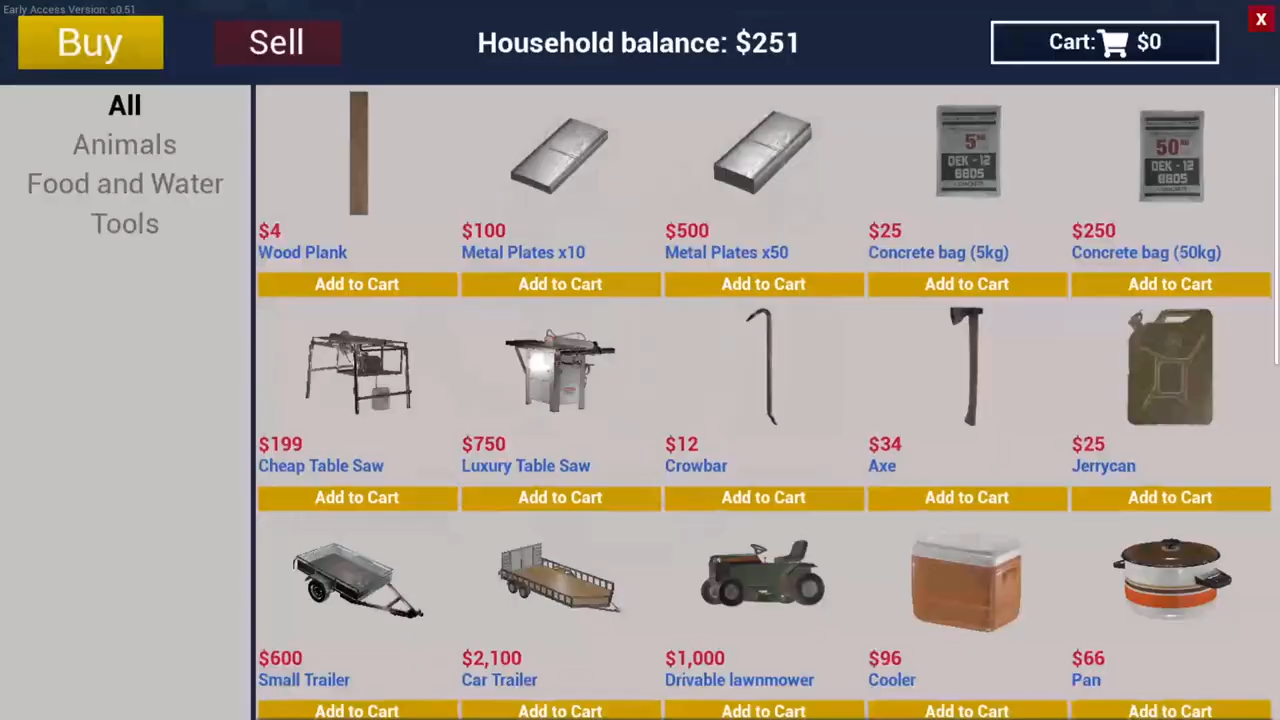 Early Access Version: s0.51
Buy
Sell
Household balance: $251
Cart: $0
X
All
Animals
Food and Water
Tools
5
DEK - 12
6805
50
DEK - 12
6805
$4
$100
$500
$25
$250
Wood Plank
Metal Plates x10
Metal Plates x50
Concrete bag (5kg)
Concrete bag (50kg)
Add to Cart
Add to Cart
Add to Cart
Add to Cart
Add to Cart
$199
$750
$12
$34
$25
Cheap Table Saw
Luxury Table Saw
Crowbar
Axe
Jerrycan
Add to Cart
Add to Cart
Add to Cart
Add to Cart
Add to Cart
$600
$2,100
$1,000
$96
$66
Small Trailer
Car Trailer
Drivable lawnmower
Cooler
Pan
Add to Cart
Add to Cart
Add to Cart
Add to Cart
Add to Cart